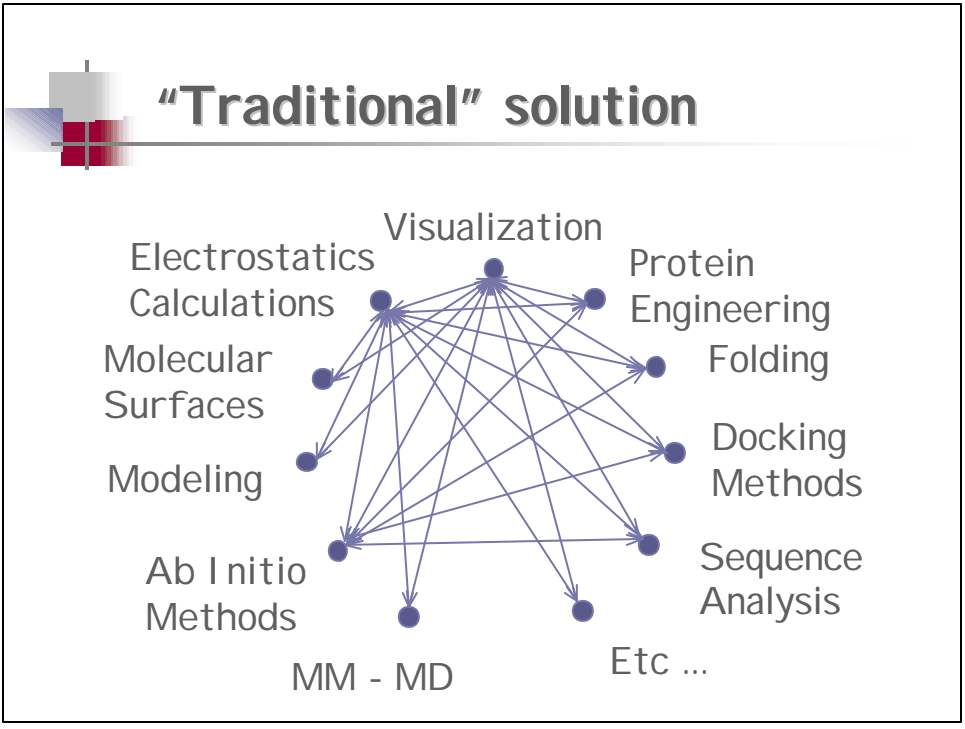 “Traditional” solution
Visualization
Electrostatics
Calculations
Protein
Engineering
Molecular
Surfaces
Folding
Modeling
Docking
Methods
Ab Initio
Methods
Sequence
Analysis
MM - MD
Etc ...